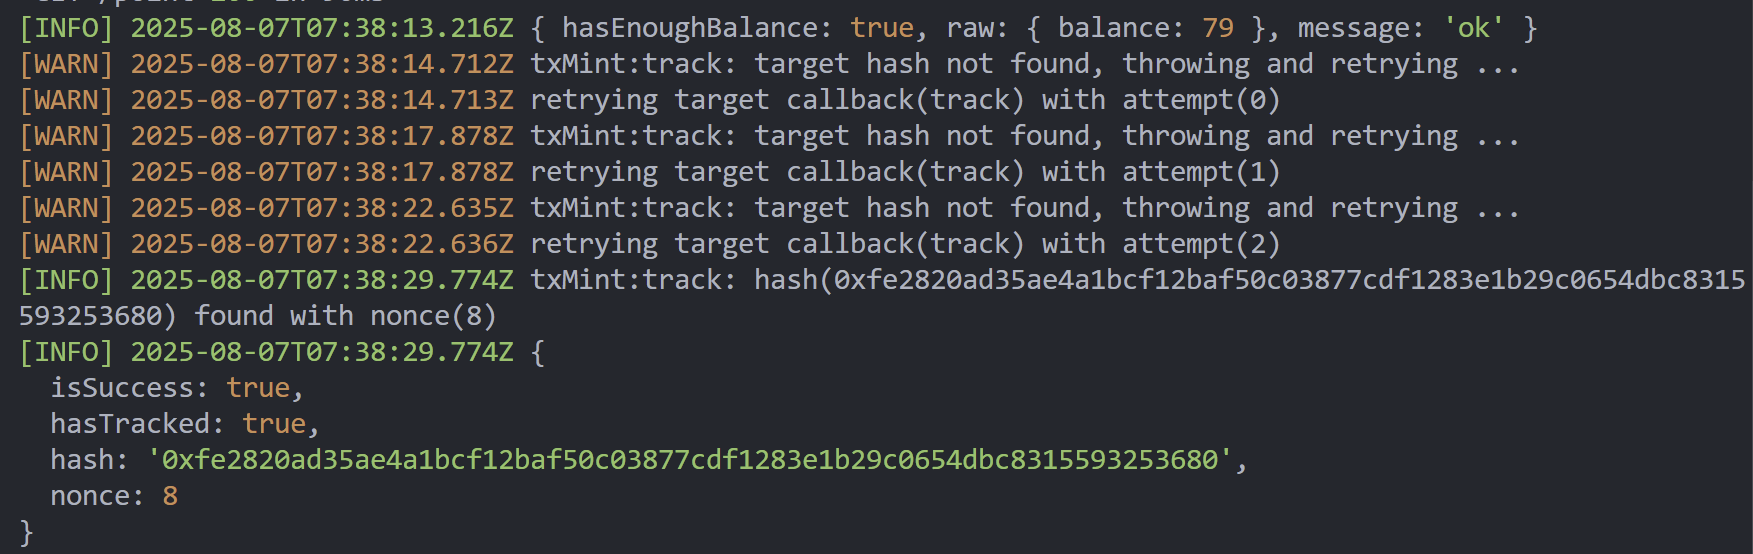 [INFO] 2025-08-07T07:38:13.216Z { hasEnoughBalance: true, raw: { balance: 79 }, message: 'ok' }
[WARN] 2025-08-07T07:38:14.712Z txMint:track: target hash not found, throwing and retrying ...
[WARN] 2025-08-07T07:38:14.713Z retrying target callback(track) with attempt(0)
[WARN] 2025-08-07T07:38:17.878Z txMint:track: target hash not found, throwing and retrying ...
[WARN] 2025-08-07T07:38:17.878Z retrying target callback(track) with attempt(1)
[WARN] 2025-08-07T07:38:22.635Z txMint:track: target hash not found, throwing and retrying ...
[WARN] 2025-08-07T07:38:22.636Z retrying target callback(track) with attempt(2)
[INFO] 2025-08-07T07:38:29.774Z txMint:track: hash(0xfe2820ad35ae4a1bcf12baf50c03877cdf1283e1b29c0654dbc8315
593253680) found with nonce(8)
[INFO] 2025-08-07T07:38:29.774Z {
  isSuccess: true,
  hasTracked: true,
  hash: '0xfe2820ad35ae4a1bcf12baf50c03877cdf1283e1b29c0654dbc8315593253680',
  nonce: 8
}